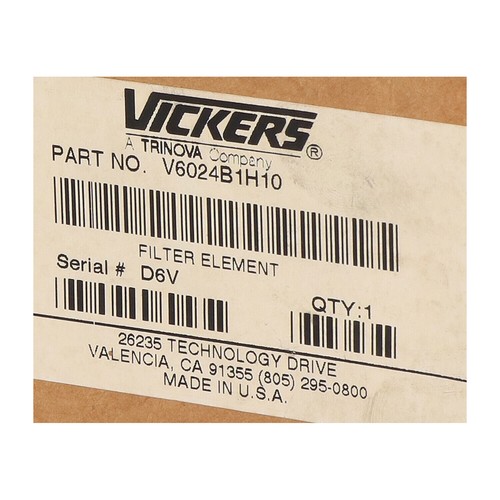 VICKERS®
A TRINOVA Company
PART NO. V6024B1H10
FILTER ELEMENT
Serial # D6V
QTY:1
26235 TECHNOLOGY DRIVE
VALENCIA, CA 91355 (805) 295-0800
MADE IN U.S.A.